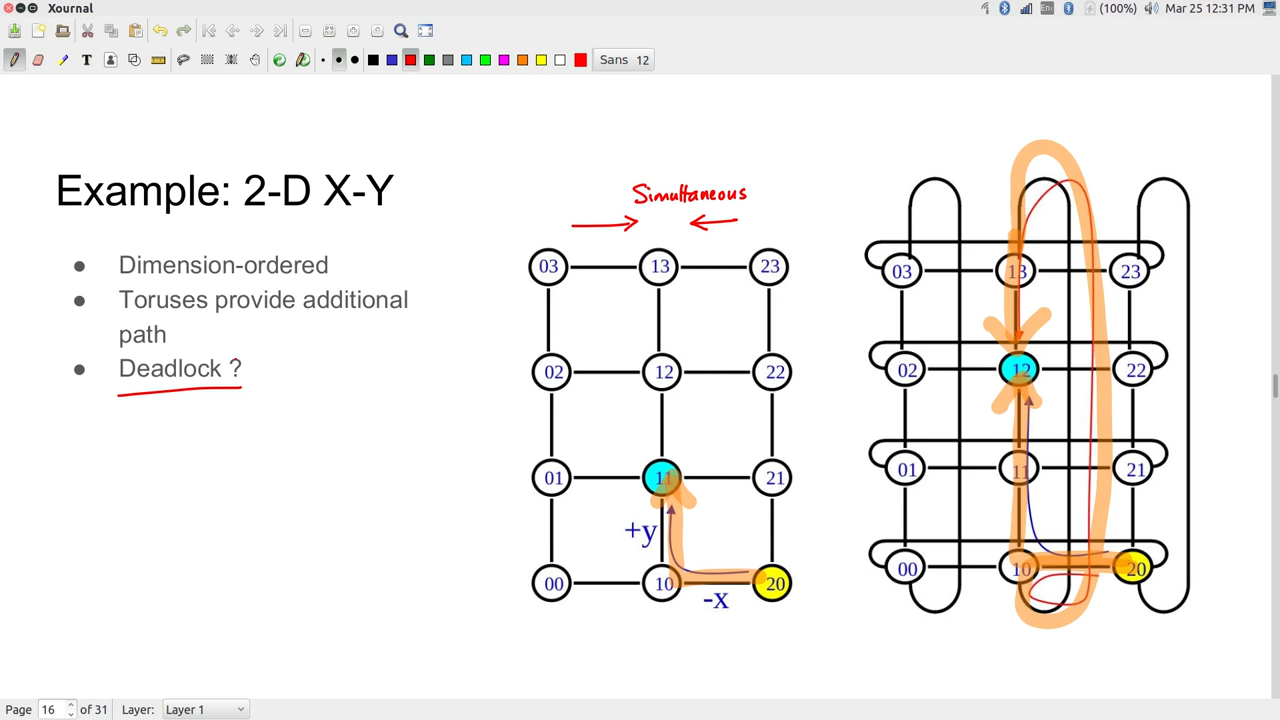 Xournal
En
(100%)
Mar 25 12:31 PM
T
Sans 12
Example: 2-D X-Y
Dimension-ordered
Toruses provide additional
path
Deadlock ?
Simultaneous
03 13 23
02 12 22
11 21
01
+y
00 10 20
-x
03 13 23
02 12 22
01 11 21
00 10 20
Page 16 of 31 Layer: Layer 1